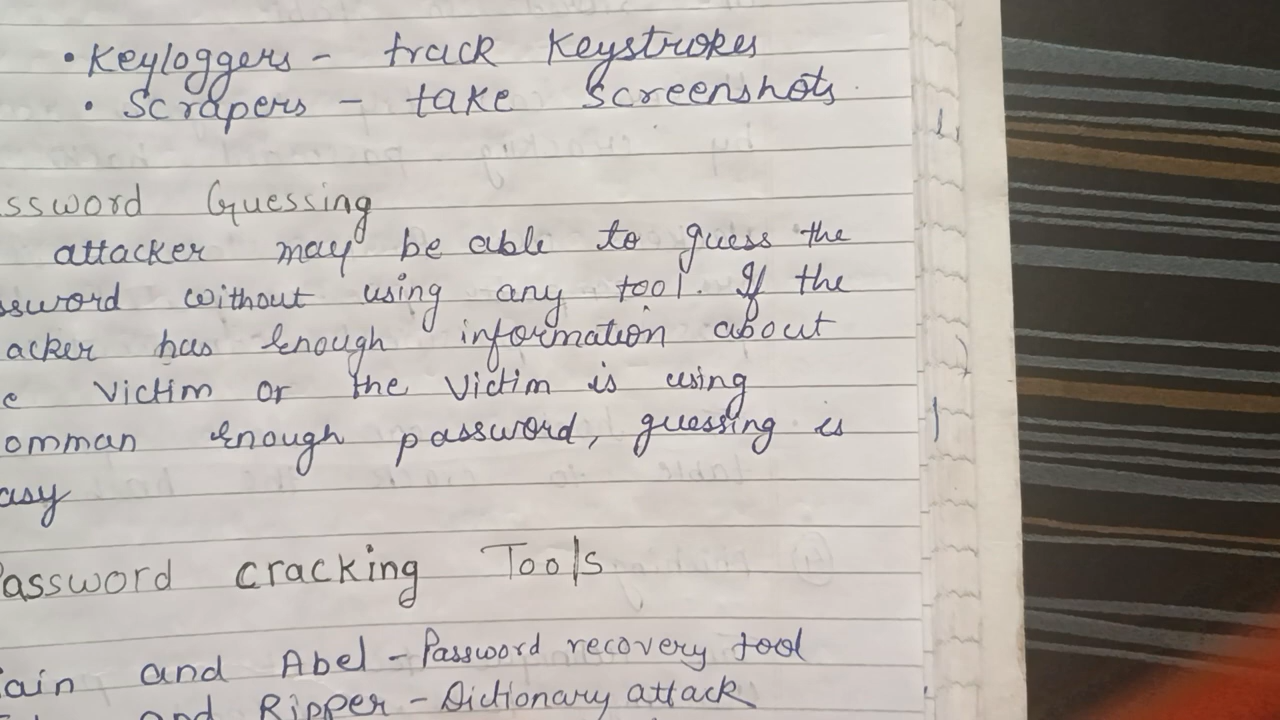 • Keyloggers - track Keystrokes
• Scrapers - take Screenshots.
ssword Guessing
attacker may be able to guess the
ssword without using any tool. If the
acker has enough information about
e victim or the victim is using
omman enough password, guessing is
asy
assword cracking Tools
ain and Abel - Password recovery tool
and Ripper - Dictionary attack